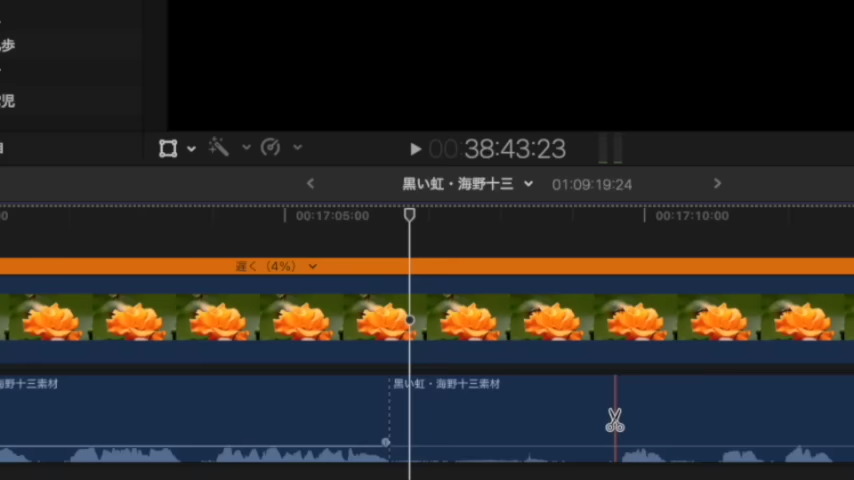 歩
児
00:38:43:23
黒い虹・海野十三 01:09:19:24
00:17:05:00 00:17:10:00
遅く (4%)
海野十三素材 黒い虹・海野十三素材